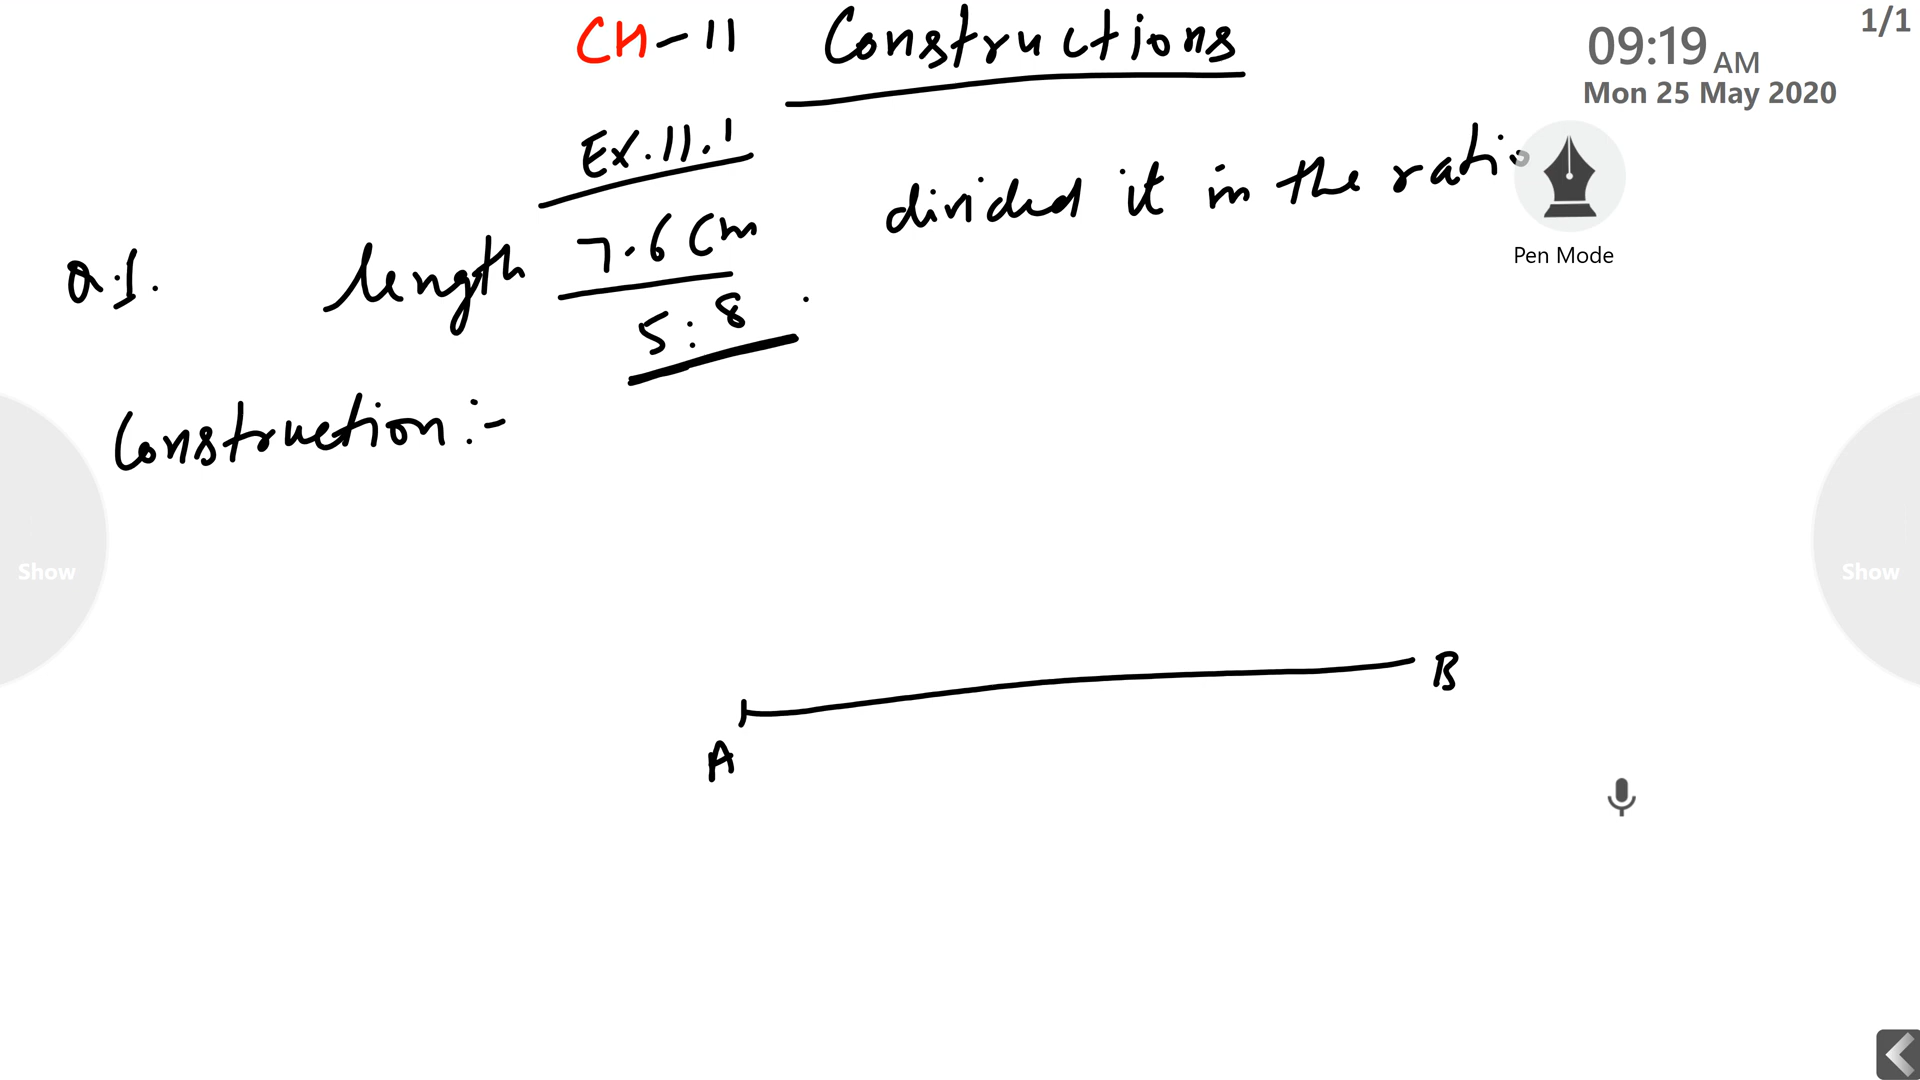 CH-11 Constructions
1/1
09:19 AM
Mon 25 May 2020
Ex.11.1
Q.1. length 7.6 Cm divided it in the ratio
5:8.
Pen Mode
Construction:-
Show
Show
A B